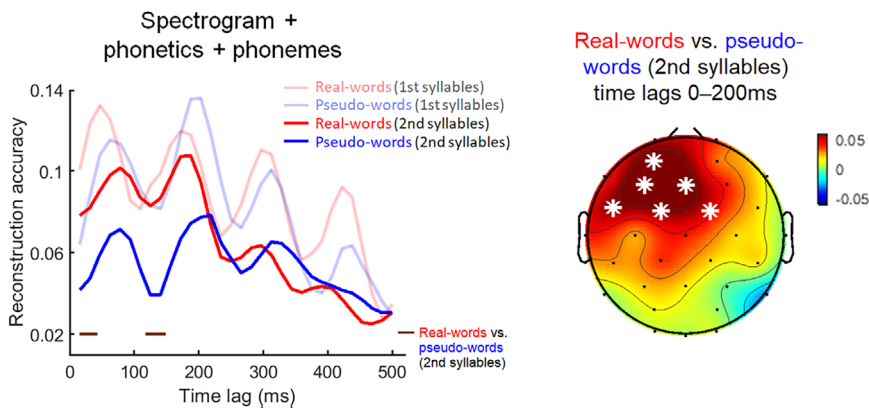 Spectrogram +
phonetics + phonemes
Real-words (1st syllables)
Pseudo-words (1st syllables)
Real-words (2nd syllables)
Pseudo-words (2nd syllables)
Reconstruction accuracy
0.14
0.1
0.06
0.02
0
100
200
300
400
500
Time lag (ms)
Real-words vs.
pseudo-words
(2nd syllables)
Real-words vs. pseudo-
words (2nd syllables)
time lags 0–200ms
0.05
0
-0.05